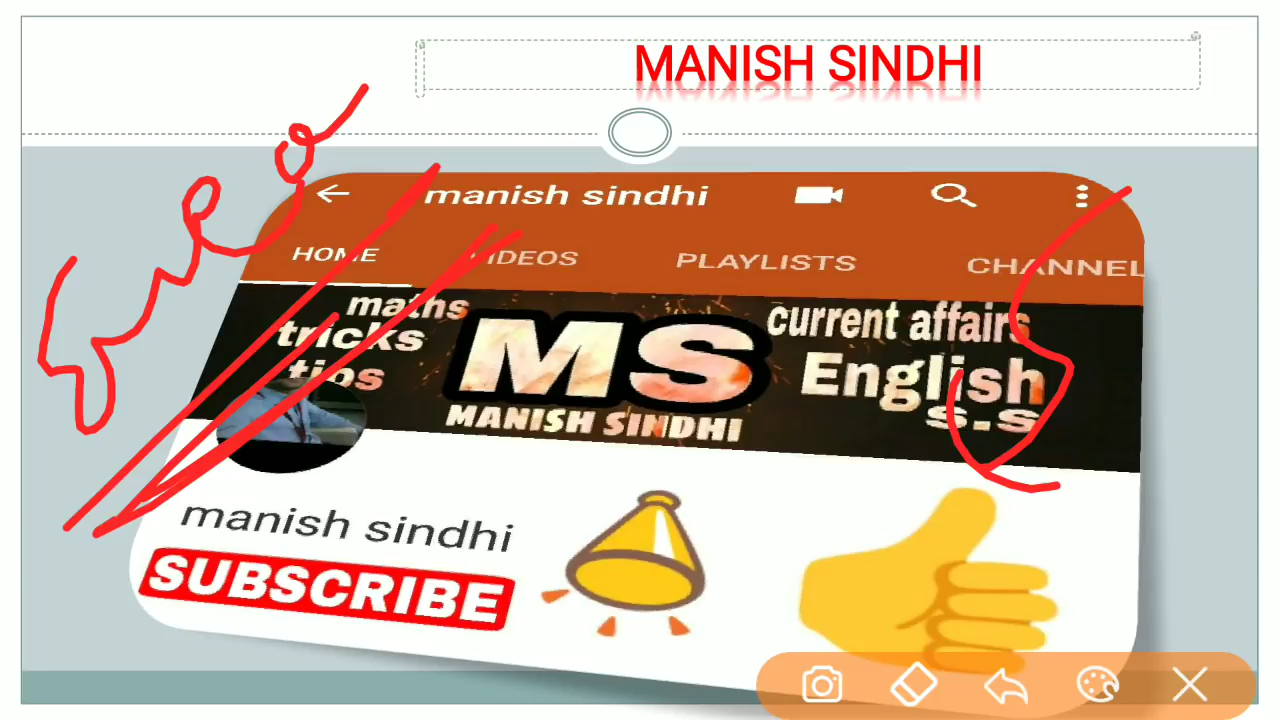 MANISH SINDHI
manish sindhi
HOME VIDEOS PLAYLISTS CHANNEL
maths
tricks
tips
MS
MANISH SINDHI
current affairs
English
s.s
manish sindhi
SUBSCRIBE